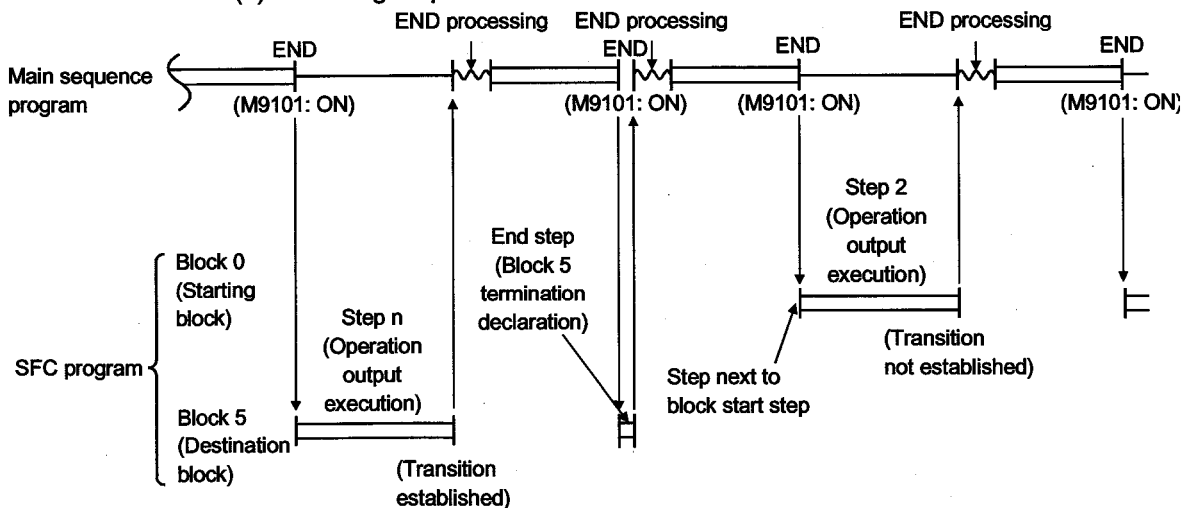 END processing END processing END processing
END END END END
Main sequence
program
(M9101: ON) (M9101: ON) (M9101: ON) (M9101: ON)
Step 2
(Operation
output
execution)
End step
(Block 5
termination
declaration)
Block 0
(Starting
block)
Step n
(Operation
output
execution)
(Transition
not established)
SFC program
Step next to
block start step
Block 5
(Destination
block)
(Transition
established)